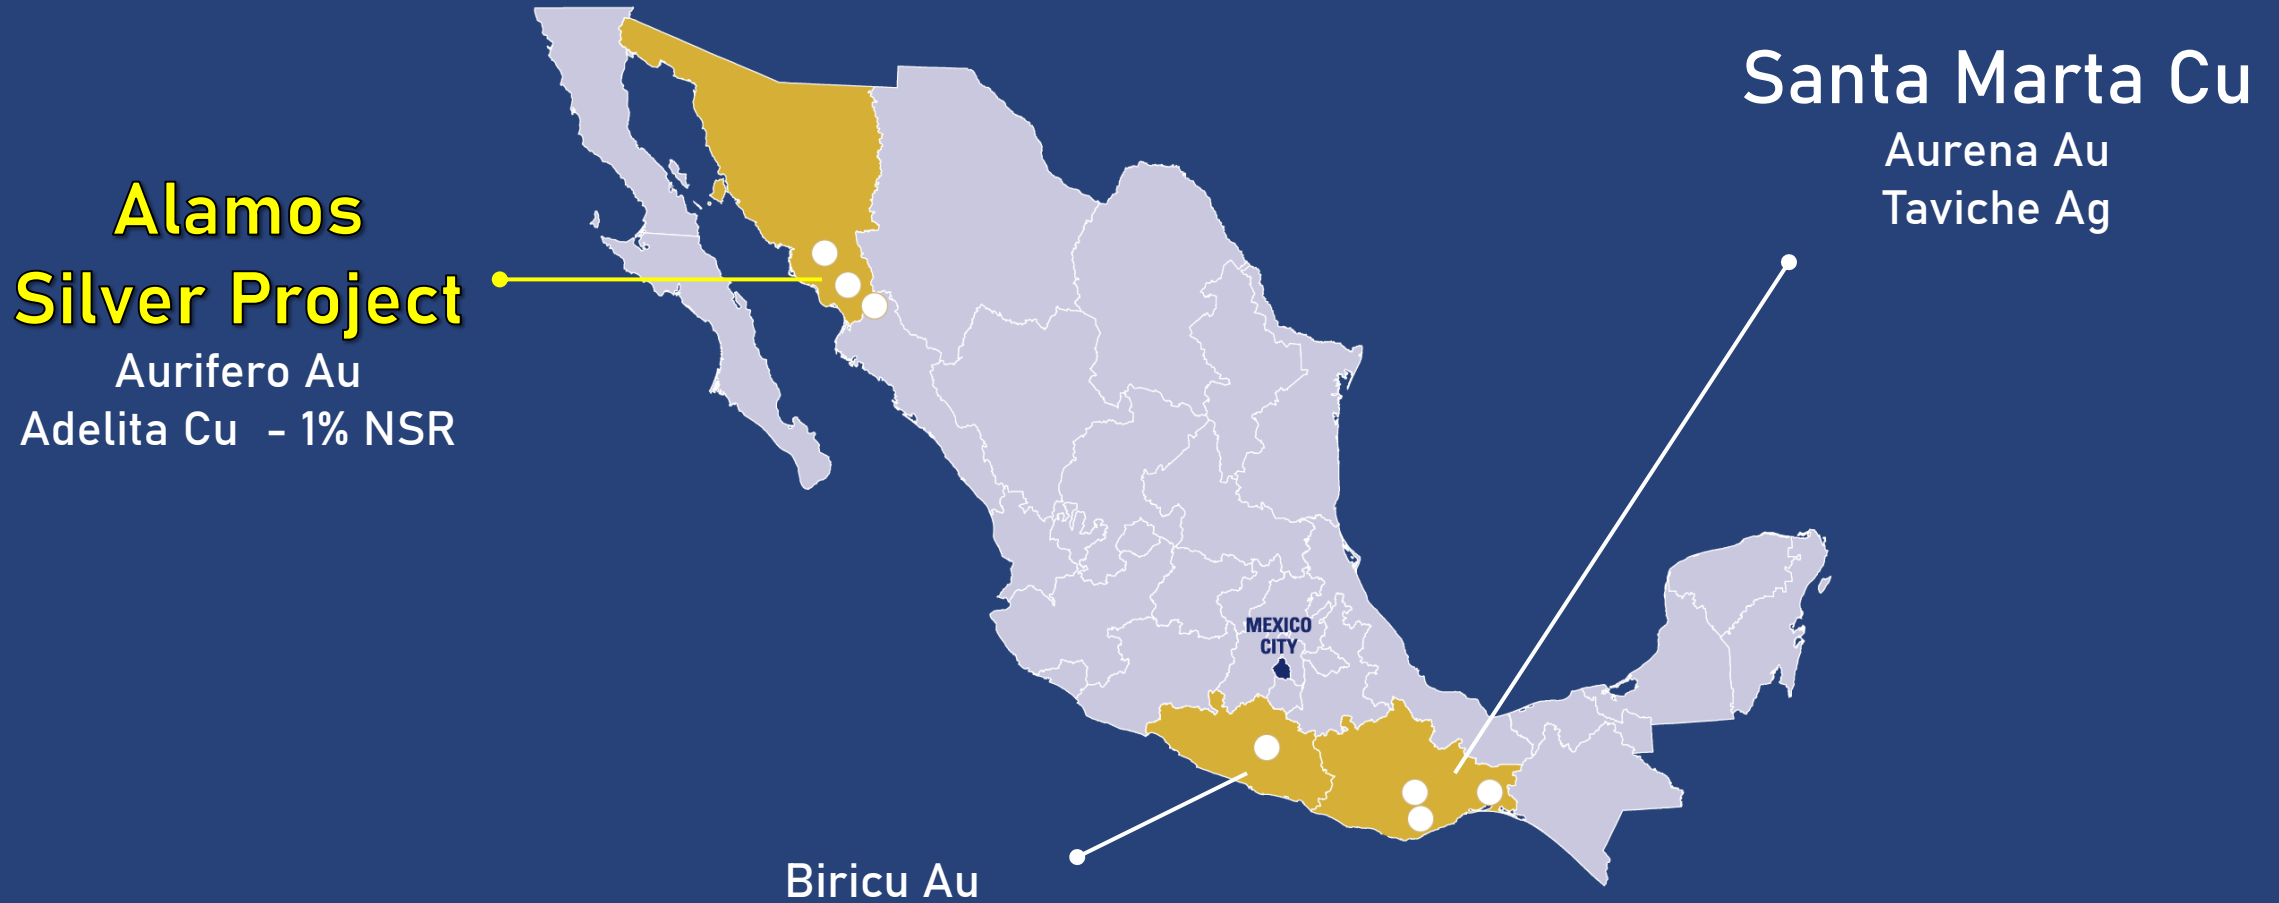 Alamos
Silver Project
Aurifero Au
Adelita Cu - 1% NSR
Santa Marta Cu
Aurena Au
Taviche Ag
MEXICO
CITY
Biricu Au